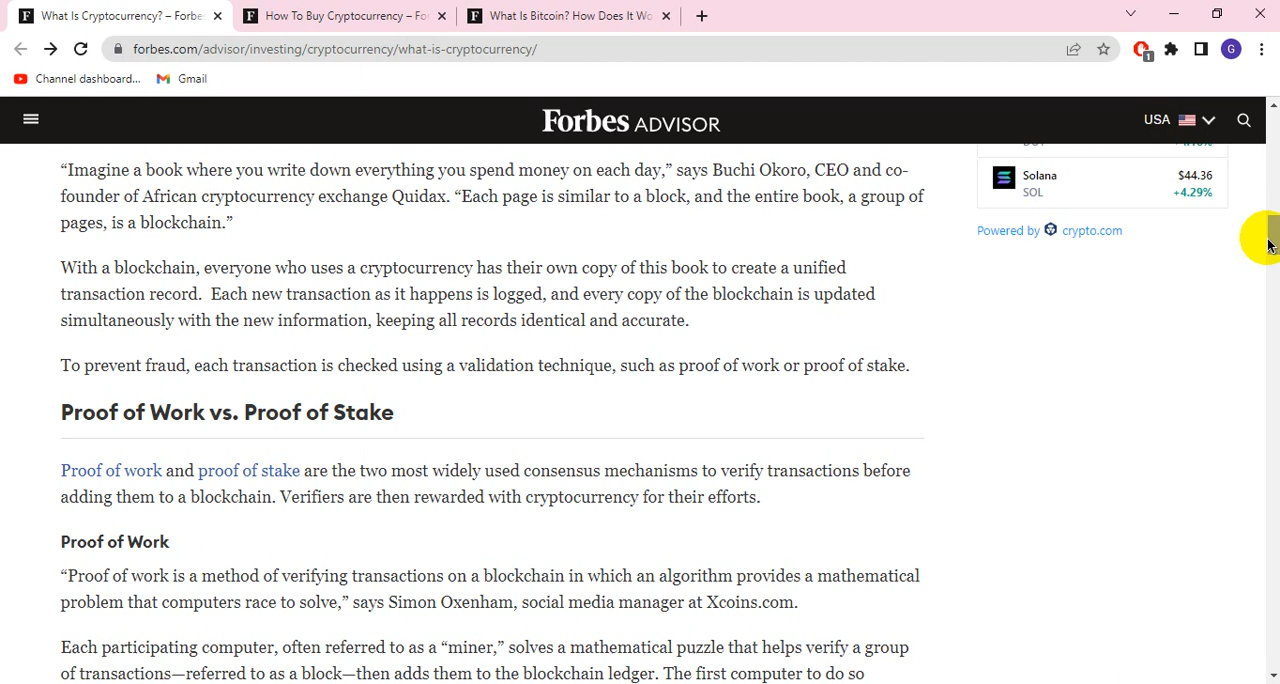 What Is Cryptocurrency? – Forbes
How To Buy Cryptocurrency – Fo
What Is Bitcoin? How Does It Wo
forbes.com/advisor/investing/cryptocurrency/what-is-cryptocurrency/
1
G
Channel dashboard...
Gmail
Forbes ADVISOR
USA
“Imagine a book where you write down everything you spend money on each day,” says Buchi Okoro, CEO and co-
founder of African cryptocurrency exchange Quidax. “Each page is similar to a block, and the entire book, a group of
pages, is a blockchain.”
With a blockchain, everyone who uses a cryptocurrency has their own copy of this book to create a unified
transaction record. Each new transaction as it happens is logged, and every copy of the blockchain is updated
simultaneously with the new information, keeping all records identical and accurate.
To prevent fraud, each transaction is checked using a validation technique, such as proof of work or proof of stake.
Proof of Work vs. Proof of Stake
Proof of work and proof of stake are the two most widely used consensus mechanisms to verify transactions before
adding them to a blockchain. Verifiers are then rewarded with cryptocurrency for their efforts.
Proof of Work
“Proof of work is a method of verifying transactions on a blockchain in which an algorithm provides a mathematical
problem that computers race to solve,” says Simon Oxenham, social media manager at Xcoins.com.
Each participating computer, often referred to as a “miner,” solves a mathematical puzzle that helps verify a group
of transactions—referred to as a block—then adds them to the blockchain ledger. The first computer to do so
Solana
$44.36
SOL
+4.29%
Powered by crypto.com